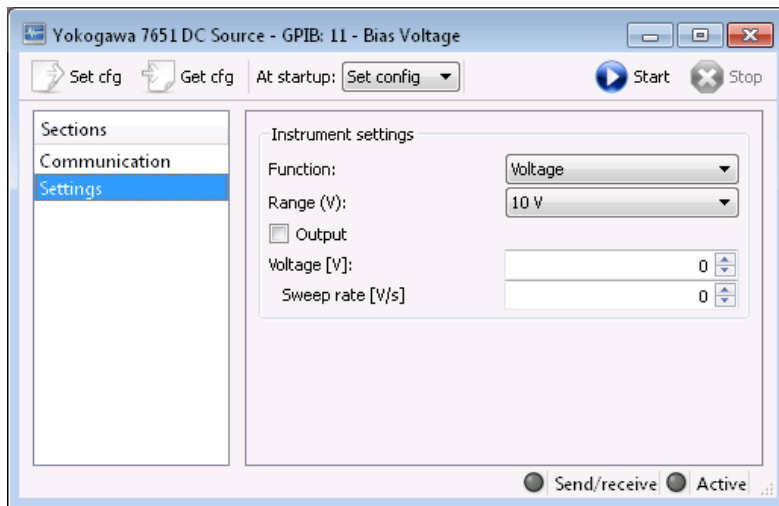 Yokogawa 7651 DC Source - GPIB: 11 - Bias Voltage
Set cfg Get cfg At startup: Set config Start Stop
Sections
Communication
Settings
Instrument settings
Function: Voltage
Range (V): 10 V
Output
Voltage [V]: 0
Sweep rate [V/s] 0
Send/receive Active